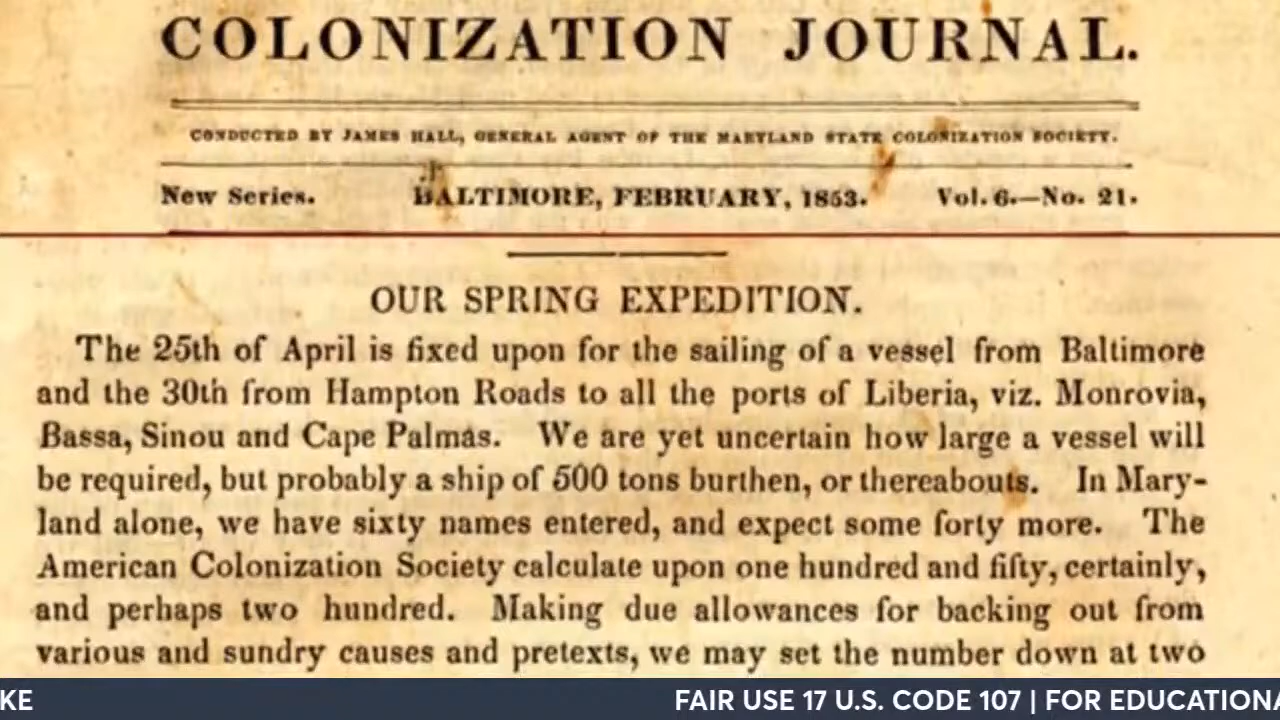 COLONIZATION JOURNAL.
CONDUCTED BY JAMES HALL, GENERAL AGENT OF THE MARYLAND STATE COLONIZATION SOCIETY.
New Series. BALTIMORE, FEBRUARY, 1853. Vol. 6.—No. 21.
OUR SPRING EXPEDITION.
The 25th of April is fixed upon for the sailing of a vessel from Baltimore
and the 30th from Hampton Roads to all the ports of Liberia, viz. Monrovia,
Bassa, Sinou and Cape Palmas. We are yet uncertain how large a vessel will
be required, but probably a ship of 500 tons burthen, or thereabouts. In Mary-
land alone, we have sixty names entered, and expect some forty more. The
American Colonization Society calculate upon one hundred and fifty, certainly,
and perhaps two hundred. Making due allowances for backing out from
various and sundry causes and pretexts, we may set the number down at two
KE FAIR USE 17 U.S. CODE 107 | FOR EDUCATIONA